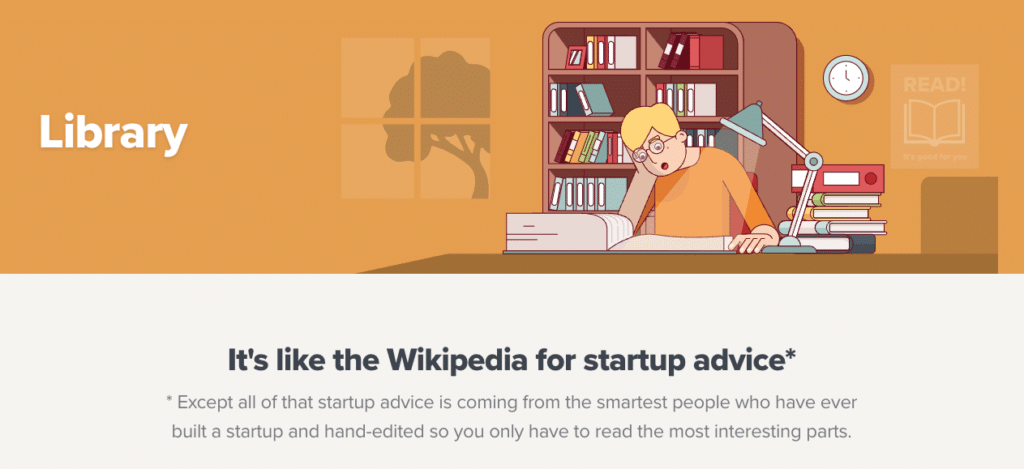 Library
READ!
It's good for you
It's like the Wikipedia for startup advice*
* Except all of that startup advice is coming from the smartest people who have ever
built a startup and hand-edited so you only have to read the most interesting parts.